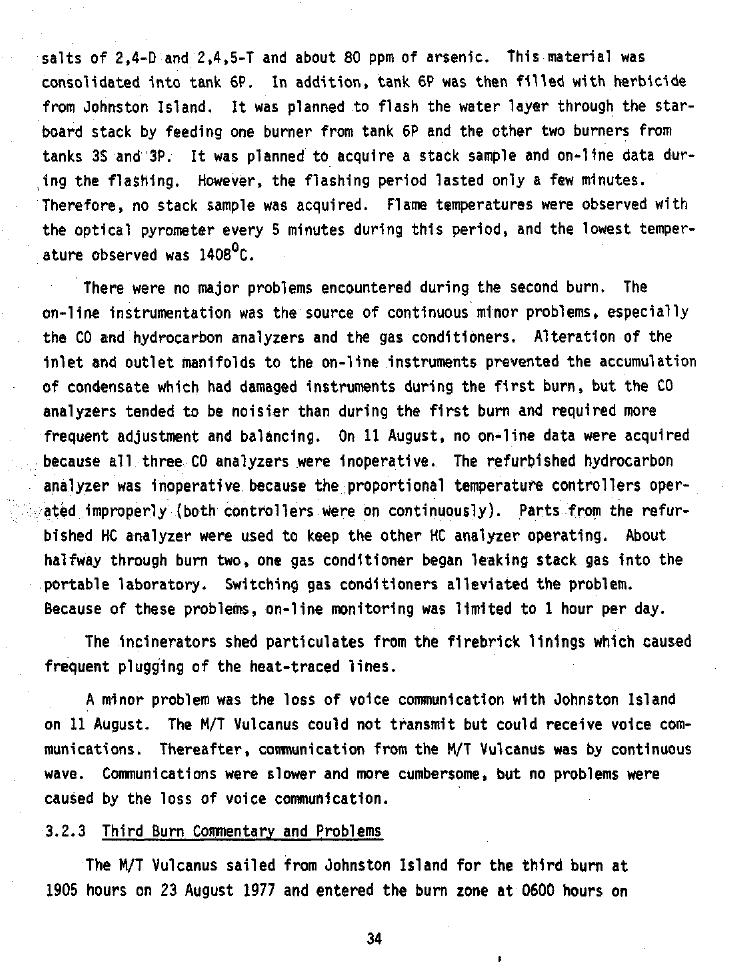 salts of 2,4-D and 2,4,5-T and about 80 ppm of arsenic. This material was
consolidated into tank 6P. In addition, tank 6P was then filled with herbicide
from Johnston Island. It was planned to flash the water layer through the star-
board stack by feeding one burner from tank 6P and the other two burners from
tanks 3S and 3P. It was planned to acquire a stack sample and on-line data dur-
ing the flashing. However, the flashing period lasted only a few minutes.
Therefore, no stack sample was acquired. Flame temperatures were observed with
the optical pyrometer every 5 minutes during this period, and the lowest temper-
ature observed was 1408⁰C.
There were no major problems encountered during the second burn. The
on-line instrumentation was the source of continuous minor problems, especially
the CO and hydrocarbon analyzers and the gas conditioners. Alteration of the
inlet and outlet manifolds to the on-line instruments prevented the accumulation
of condensate which had damaged instruments during the first burn, but the CO
analyzers tended to be noisier than during the first burn and required more
frequent adjustment and balancing. On 11 August, no on-line data were acquired
because all three CO analyzers were inoperative. The refurbished hydrocarbon
analyzer was inoperative because the proportional temperature controllers oper-
ated improperly (both controllers were on continuously). Parts from the refur-
bished HC analyzer were used to keep the other HC analyzer operating. About
halfway through burn two, one gas conditioner began leaking stack gas into the
portable laboratory. Switching gas conditioners alleviated the problem.
Because of these problems, on-line monitoring was limited to 1 hour per day.
The incinerators shed particulates from the firebrick linings which caused
frequent plugging of the heat-traced lines.
A minor problem was the loss of voice communication with Johnston Island
on 11 August. The M/T Vulcanus could not transmit but could receive voice com-
munications. Thereafter, communication from the M/T Vulcanus was by continuous
wave. Communications were slower and more cumbersome, but no problems were
caused by the loss of voice communication.
3.2.3 Third Burn Commentary and Problems
The M/T Vulcanus sailed from Johnston Island for the third burn at
1905 hours on 23 August 1977 and entered the burn zone at 0600 hours on
34